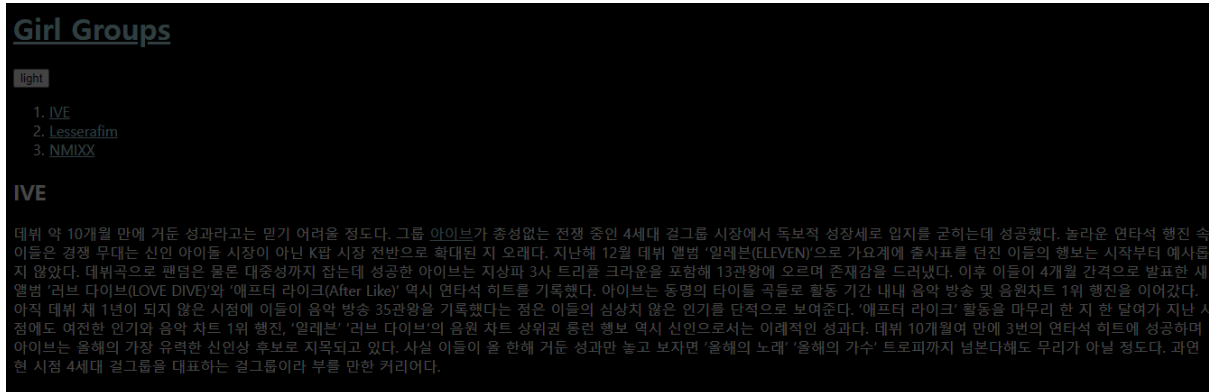 Girl Groups
light
1. IVE
2. Lesserafim
3. NMIXX
IVE
데뷔 약 10개월 만에 거둔 성과라고는 믿기 어려울 정도다. 그룹 아이브가 총성없는 전쟁 중인 4세대 걸그룹 시장에서 독보적 성장세로 입지를 굳히는데 성공했다. 놀라운 연타석 행진 속
이들은 경쟁 무대는 신인 아이돌 시장이 아닌 K팝 시장 전반으로 확대된 지 오래다. 지난해 12월 데뷔 앨범 '일레븐(ELEVEN)'으로 가요계에 출사표를 던진 이들의 행보는 시작부터 예사롭
지 않았다. 데뷔곡으로 팬덤은 물론 대중성까지 잡는데 성공한 아이브는 지상파 3사 트리플 크라운을 포함해 13관왕에 오르며 존재감을 드러냈다. 이후 이들이 4개월 간격으로 발표한 새
앨범 '러브 다이브(LOVE DIVE)'와 '애프터 라이크(After Like)' 역시 연타석 히트를 기록했다. 아이브는 동명의 타이틀 곡들로 활동 기간 내내 음악 방송 및 음원차트 1위 행진을 이어갔다.
아직 데뷔 채 1년이 되지 않은 시점에 이들이 음악 방송 35관왕을 기록했다는 점은 이들의 심상치 않은 인기를 단적으로 보여준다. '애프터 라이크' 활동을 마무리 한 지 한 달여가 지난 시
점에도 여전한 인기와 음악 차트 1위 행진, '일레븐' '러브 다이브'의 음원 차트 상위권 롱런 행보 역시 신인으로서는 이례적인 성과다. 데뷔 10개월여 만에 3번의 연타석 히트에 성공하며
아이브는 올해의 가장 유력한 신인상 후보로 지목되고 있다. 사실 이들이 올 한해 거둔 성과만 놓고 보자면 '올해의 노래' '올해의 가수' 트로피까지 넘본다해도 무리가 아닐 정도다. 과연
현 시점 4세대 걸그룹을 대표하는 걸그룹이라 부를 만한 커리어다.